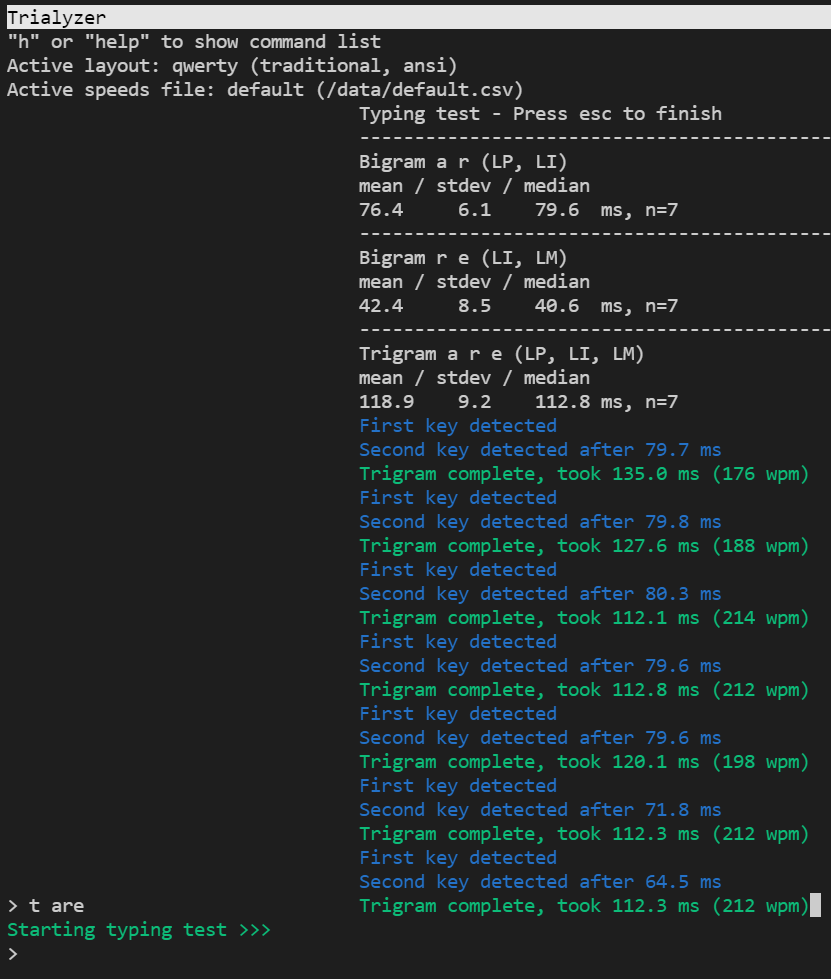 Trialyzer
"h" or "help" to show command list
Active layout: qwerty (traditional, ansi)
Active speeds file: default (/data/default.csv)
Typing test - Press esc to finish
-------------------------------------------
Bigram a r (LP, LI)
mean / stdev / median
76.4     6.1    79.6  ms, n=7
-------------------------------------------
Bigram r e (LI, LM)
mean / stdev / median
42.4     8.5    40.6  ms, n=7
-------------------------------------------
Trigram a r e (LP, LI, LM)
mean / stdev / median
118.9    9.2    112.8 ms, n=7
First key detected
Second key detected after 79.7 ms
Trigram complete, took 135.0 ms (176 wpm)
First key detected
Second key detected after 79.8 ms
Trigram complete, took 127.6 ms (188 wpm)
First key detected
Second key detected after 80.3 ms
Trigram complete, took 112.1 ms (214 wpm)
First key detected
Second key detected after 79.6 ms
Trigram complete, took 112.8 ms (212 wpm)
First key detected
Second key detected after 79.6 ms
Trigram complete, took 120.1 ms (198 wpm)
First key detected
Second key detected after 71.8 ms
Trigram complete, took 112.3 ms (212 wpm)
First key detected
Second key detected after 64.5 ms
> t are                         Trigram complete, took 112.3 ms (212 wpm)
Starting typing test >>>
>